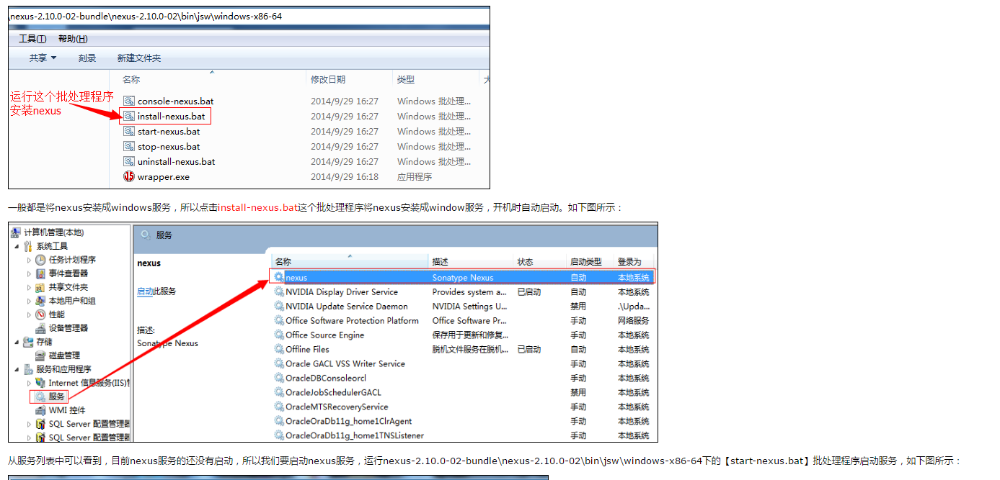 \nexus-2.10.0-02-bundle\nexus-2.10.0-02\bin\jsw\windows-x86-64
工具(T) 帮助(H)
共享 刻录 新建文件夹
名称 修改日期 类型
运行这个批处理程序
安装nexus
console-nexus.bat 2014/9/29 16:27 Windows 批处理...
install-nexus.bat 2014/9/29 16:27 Windows 批处理...
start-nexus.bat 2014/9/29 16:27 Windows 批处理...
stop-nexus.bat 2014/9/29 16:27 Windows 批处理...
uninstall-nexus.bat 2014/9/29 16:27 Windows 批处理...
wrapper.exe 2014/9/29 16:18 应用程序
一般都是将nexus安装成windows服务，所以点击install-nexus.bat这个批处理程序将nexus安装成window服务，开机时自动启动。如下图所示：
计算机管理(本地)
系统工具
任务计划程序
事件查看器
共享文件夹
本地用户和组
性能
设备管理器
存储
磁盘管理
服务和应用程序
Internet 信息服务(IIS)管
服务
WMI 控件
SQL Server 配置管理器
SQL Server 配置管理器
服务
nexus
启动此服务
描述:
Sonatype Nexus
名称 描述 状态 启动类型 登录为
nexus Sonatype Nexus 自动 本地系统
NVIDIA Display Driver Service Provides system a... 已启动 自动 本地系统
NVIDIA Update Service Daemon NVIDIA Settings U... 禁用 .\Upda...
Office Software Protection Platform Office Software Pr... 手动 网络服务
Office Source Engine 保存用于更新和修复... 手动 本地系统
Offline Files 脱机文件服务在脱机... 已启动 自动 本地系统
Oracle GACL VSS Writer Service 手动 本地系统
OracleDBConsoleorcl 手动 本地系统
OracleJobSchedulerGACL 禁用 本地系统
OracleMTSRecoveryService 手动 本地系统
OracleOraDb11g_home1ClrAgent 手动 本地系统
OracleOraDb11g_home1TNSListener 手动 本地系统
从服务列表中可以看到，目前nexus服务的还没有启动，所以我们要启动nexus服务，运行nexus-2.10.0-02-bundle\nexus-2.10.0-02\bin\jsw\windows-x86-64下的【start-nexus.bat】批处理程序启动服务，如下图所示：